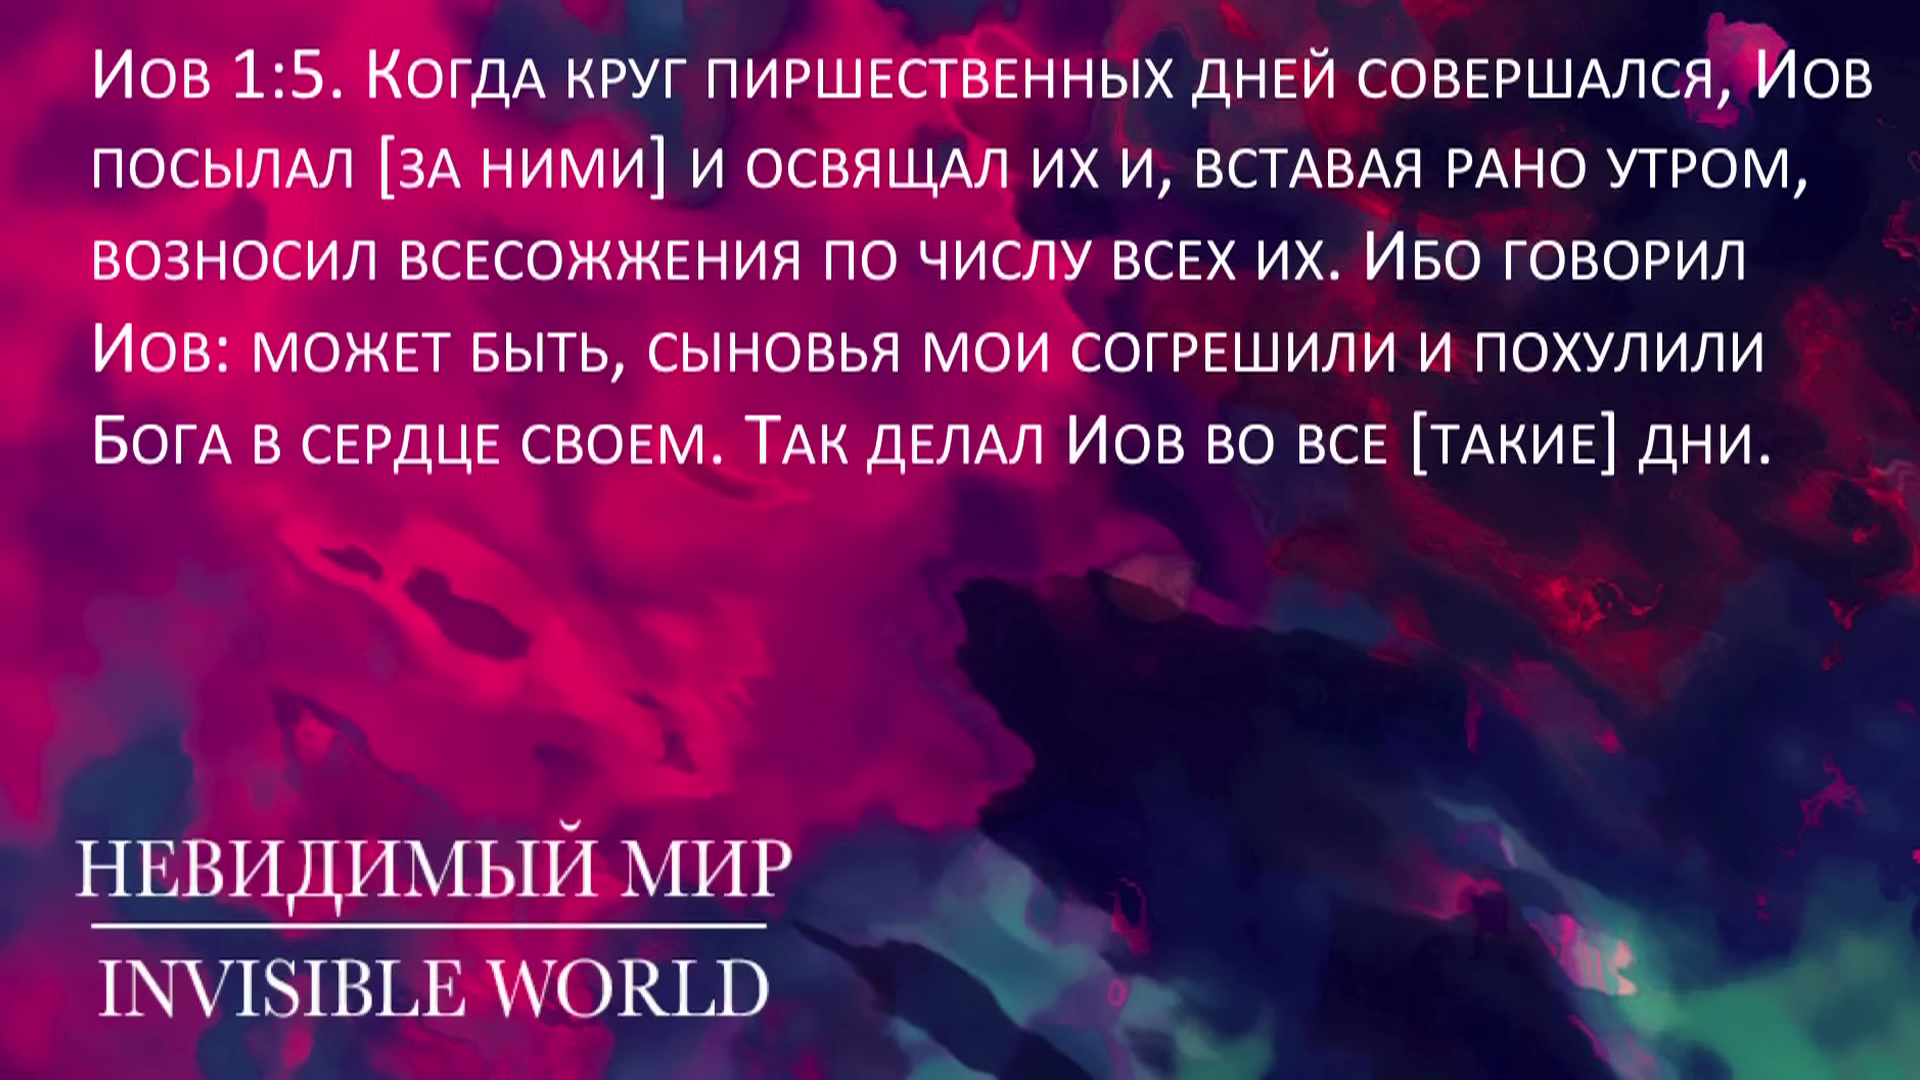 Иов 1:5. Когда круг пиршественных дней совершался, Иов
посылал [за ними] и освящал их и, вставая рано утром,
возносил всесожжения по числу всех их. Ибо говорил
Иов: может быть, сыновья мои согрешили и похулили
Бога в сердце своем. Так делал Иов во все [такие] дни.
НЕВИДИМЫЙ МИР
INVISIBLE WORLD